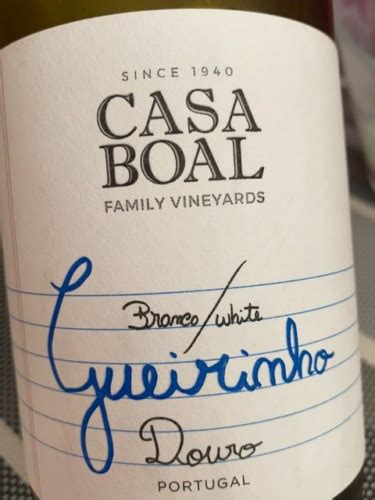 SINCE 1940
CASA
BOAL
FAMILY VINEYARDS
Branco/White
Gueirinho
Douro
PORTUGAL